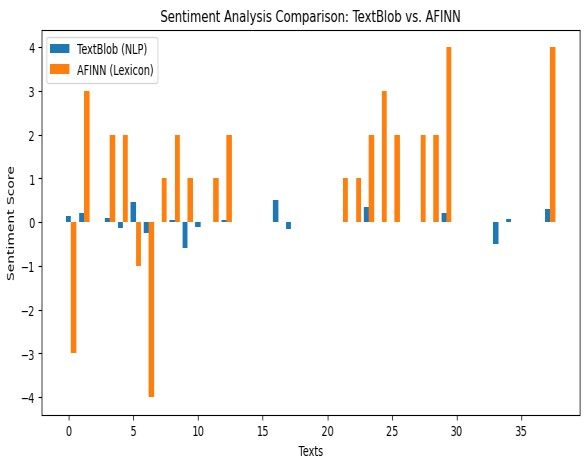 Sentiment Analysis Comparison: TextBlob vs. AFINN
TextBlob (NLP)
AFINN (Lexicon)
4
3
2
1
0
−1
−2
−3
−4
Sentiment Score
0 5 10 15 20 25 30 35
Texts